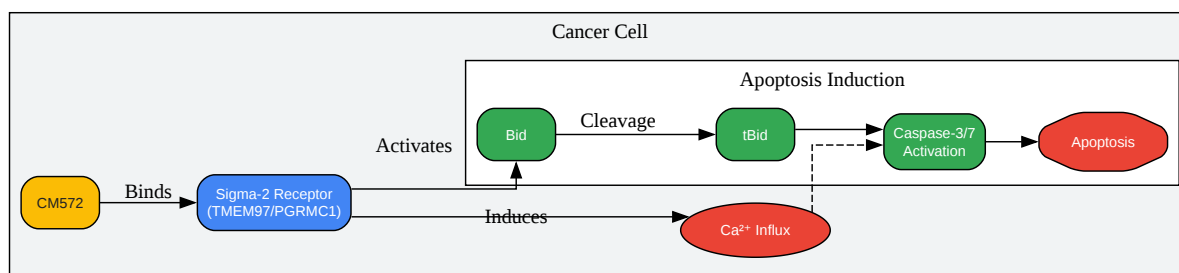 Cancer Cell
Apoptosis Induction
Bid
Cleavage
tBid
Caspase-3/7
Activation
Apoptosis
Activates
CM572
Binds
Sigma-2 Receptor
(TMEM97/PGRMC1)
Induces
Ca²⁺ Influx